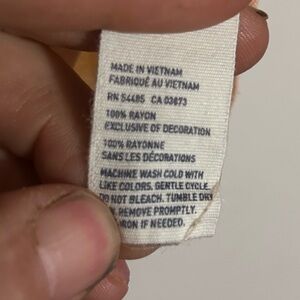 MADE IN VIETNAM
FABRIQUÉ AU VIETNAM
RN 54485 CA 03673
100% RAYON
EXCLUSIVE OF DECORATION
100% RAYONNE
SANS LES DÉCORATIONS
MACHINE WASH COLD WITH
LIKE COLORS. GENTLE CYCLE.
DO NOT BLEACH. TUMBLE DRY
REMOVE PROMPTLY.
IRON IF NEEDED.